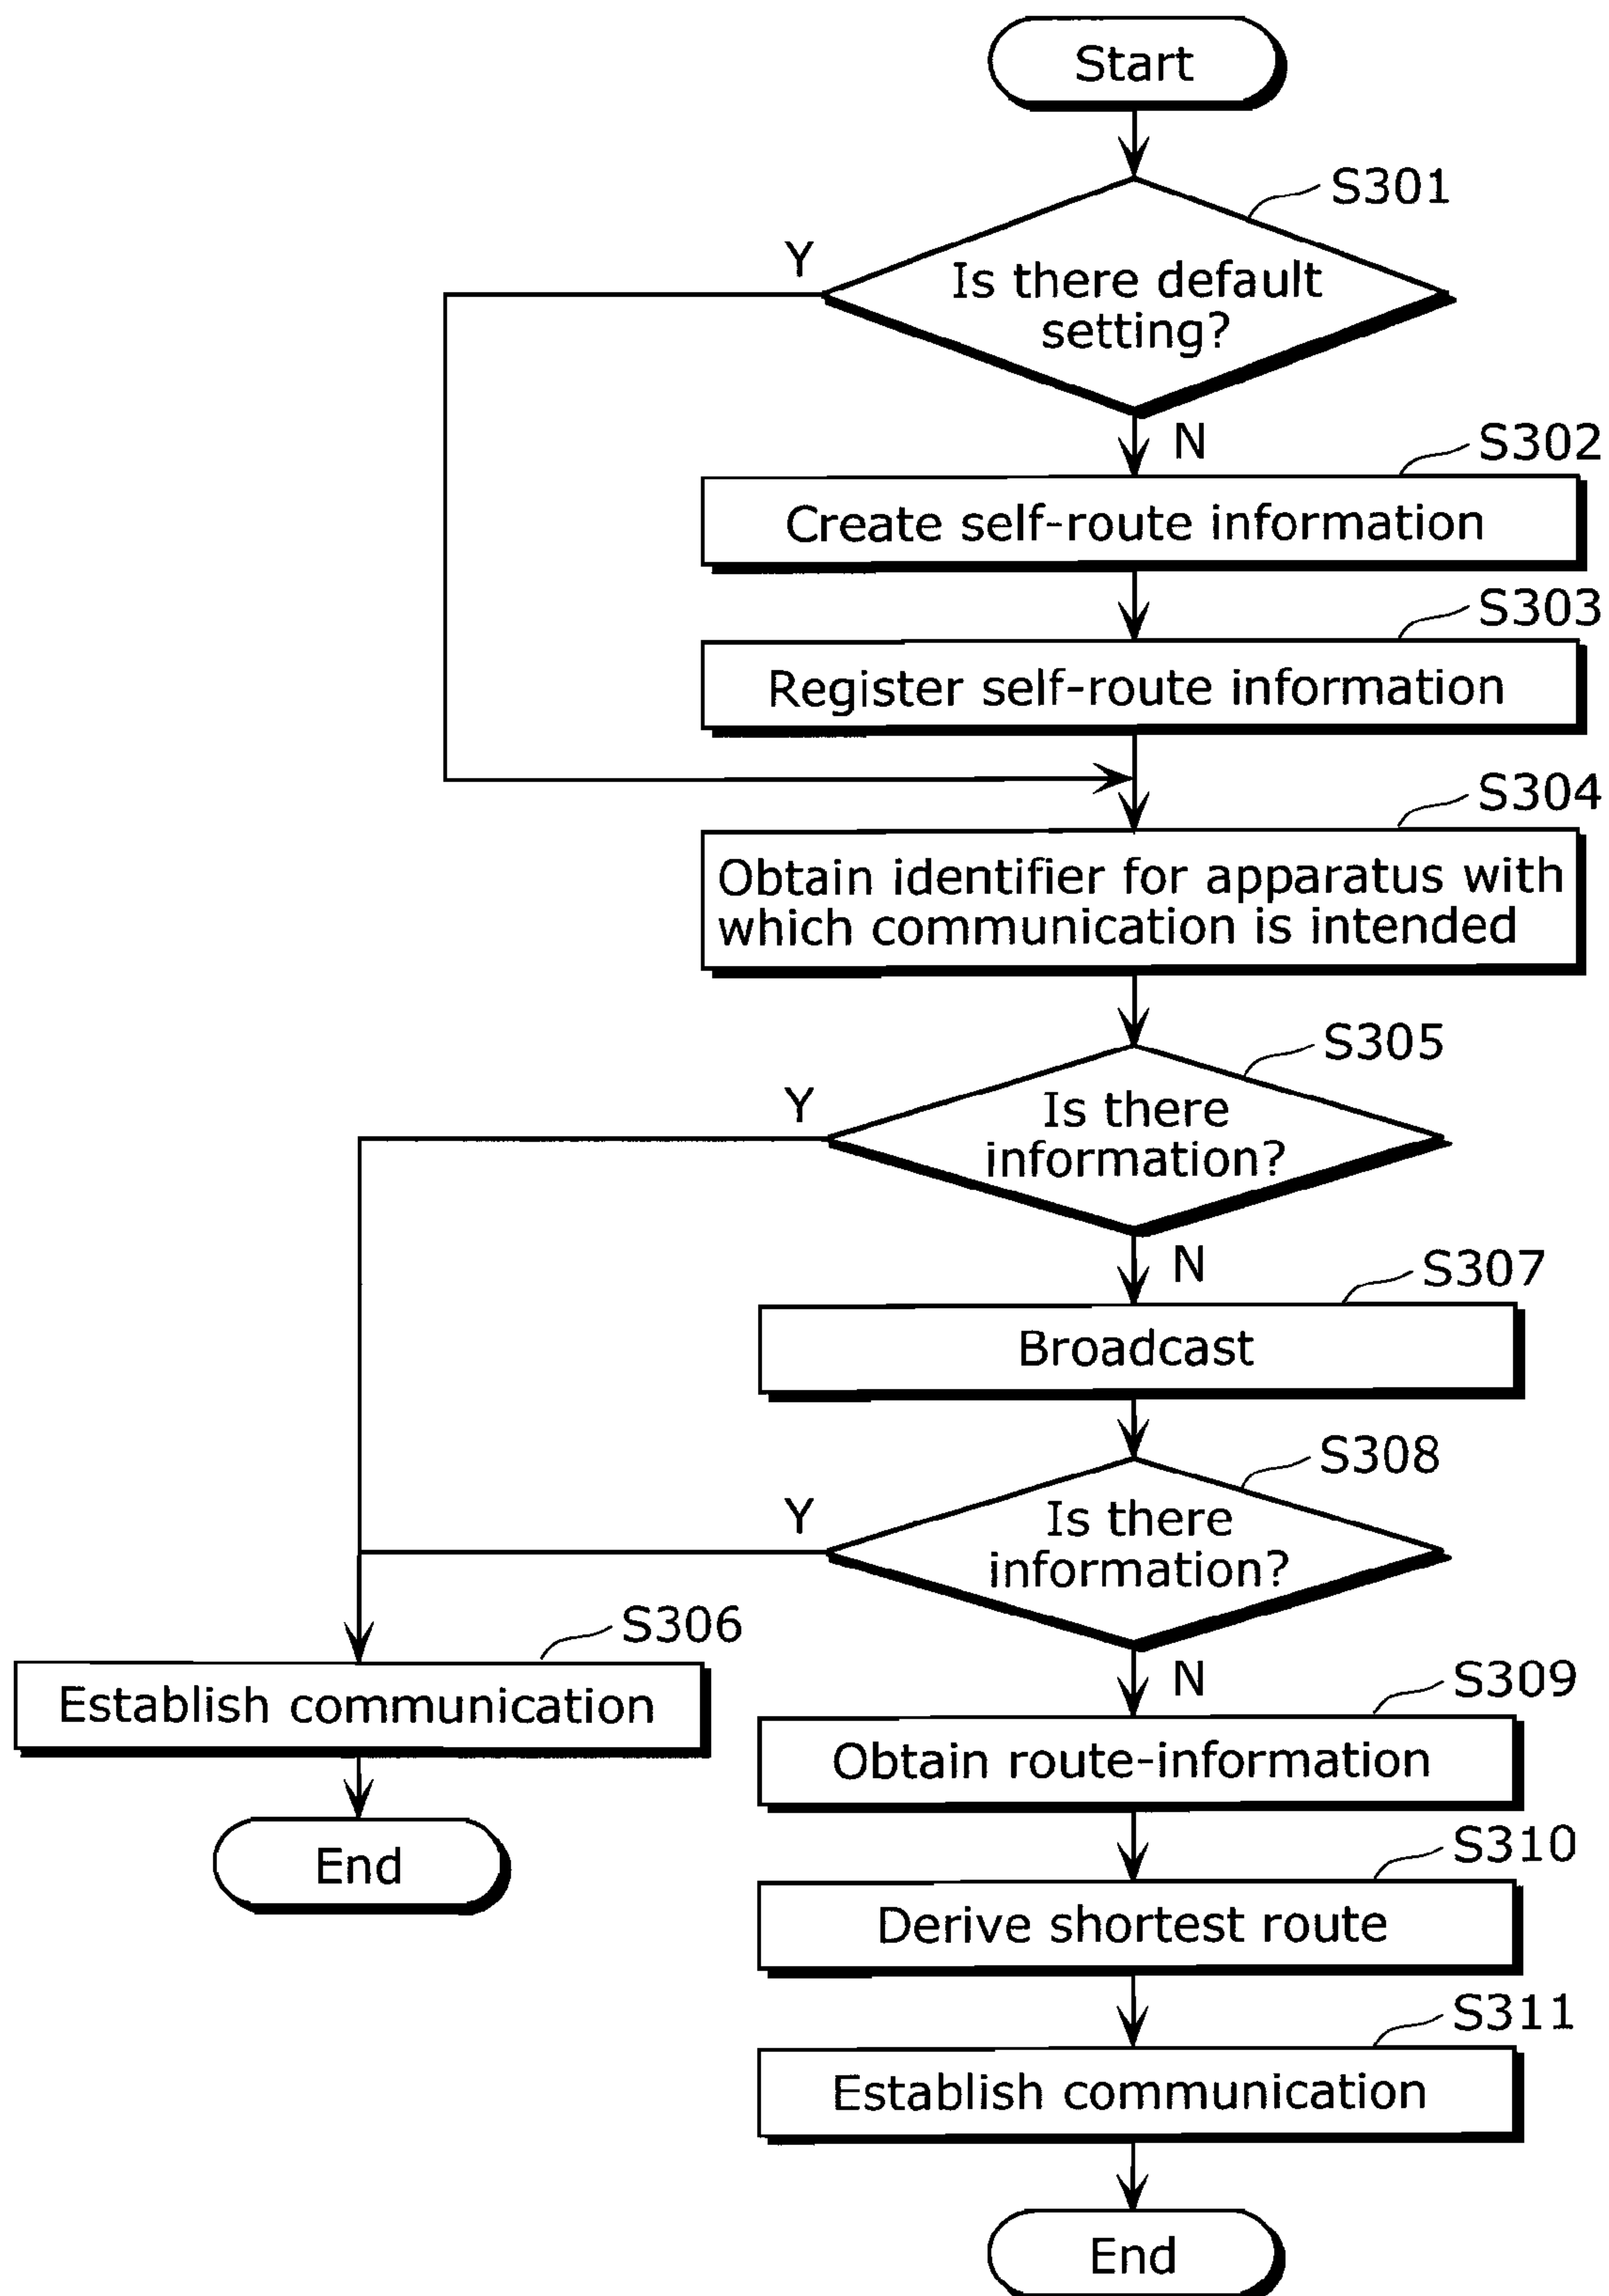 Start
S301
Y
Is there default
setting?
N
S302
Create self-route information
S303
Register self-route information
S304
Obtain identifier for apparatus with
which communication is intended
S305
Y
Is there
information?
N
S307
Broadcast
S308
Y
Is there
information?
S306
Establish communication
End
N
S309
Obtain route-information
S310
Derive shortest route
S311
Establish communication
End